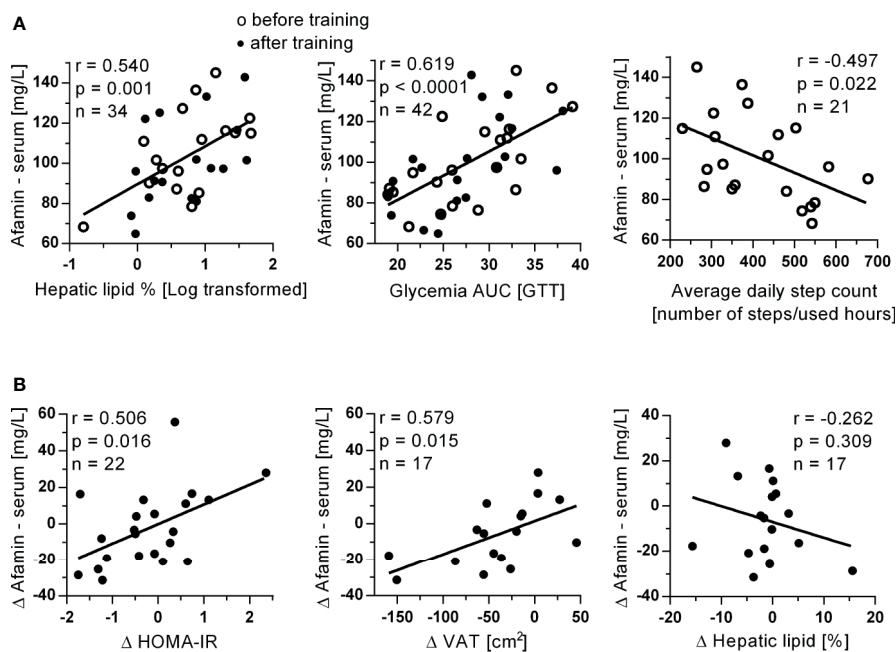 A
o before training
• after training
r = 0.540
p = 0.001
n = 34
Afamin - serum [mg/L]
140
120
100
80
60
-1 0 1 2
Hepatic lipid % [Log transformed]
r = 0.619
p < 0.0001
n = 42
Afamin - serum [mg/L]
140
120
100
80
60
20 25 30 35 40
Glycemia AUC [GTT]
r = -0.497
p = 0.022
n = 21
Afamin - serum [mg/L]
140
120
100
80
60
200 300 400 500 600 700
Average daily step count
[number of steps/used hours]
B
r = 0.506
p = 0.016
n = 22
Δ Afamin - serum [mg/L]
60
40
20
0
-20
-40
-2 -1 0 1 2
Δ HOMA-IR
r = 0.579
p = 0.015
n = 17
Δ Afamin - serum [mg/L]
60
40
20
0
-20
-40
-150 -100 -50 0 50
Δ VAT [cm²]
r = -0.262
p = 0.309
n = 17
Δ Afamin - serum [mg/L]
40
20
0
-20
-40
-20 -10 0 10 20
Δ Hepatic lipid [%]